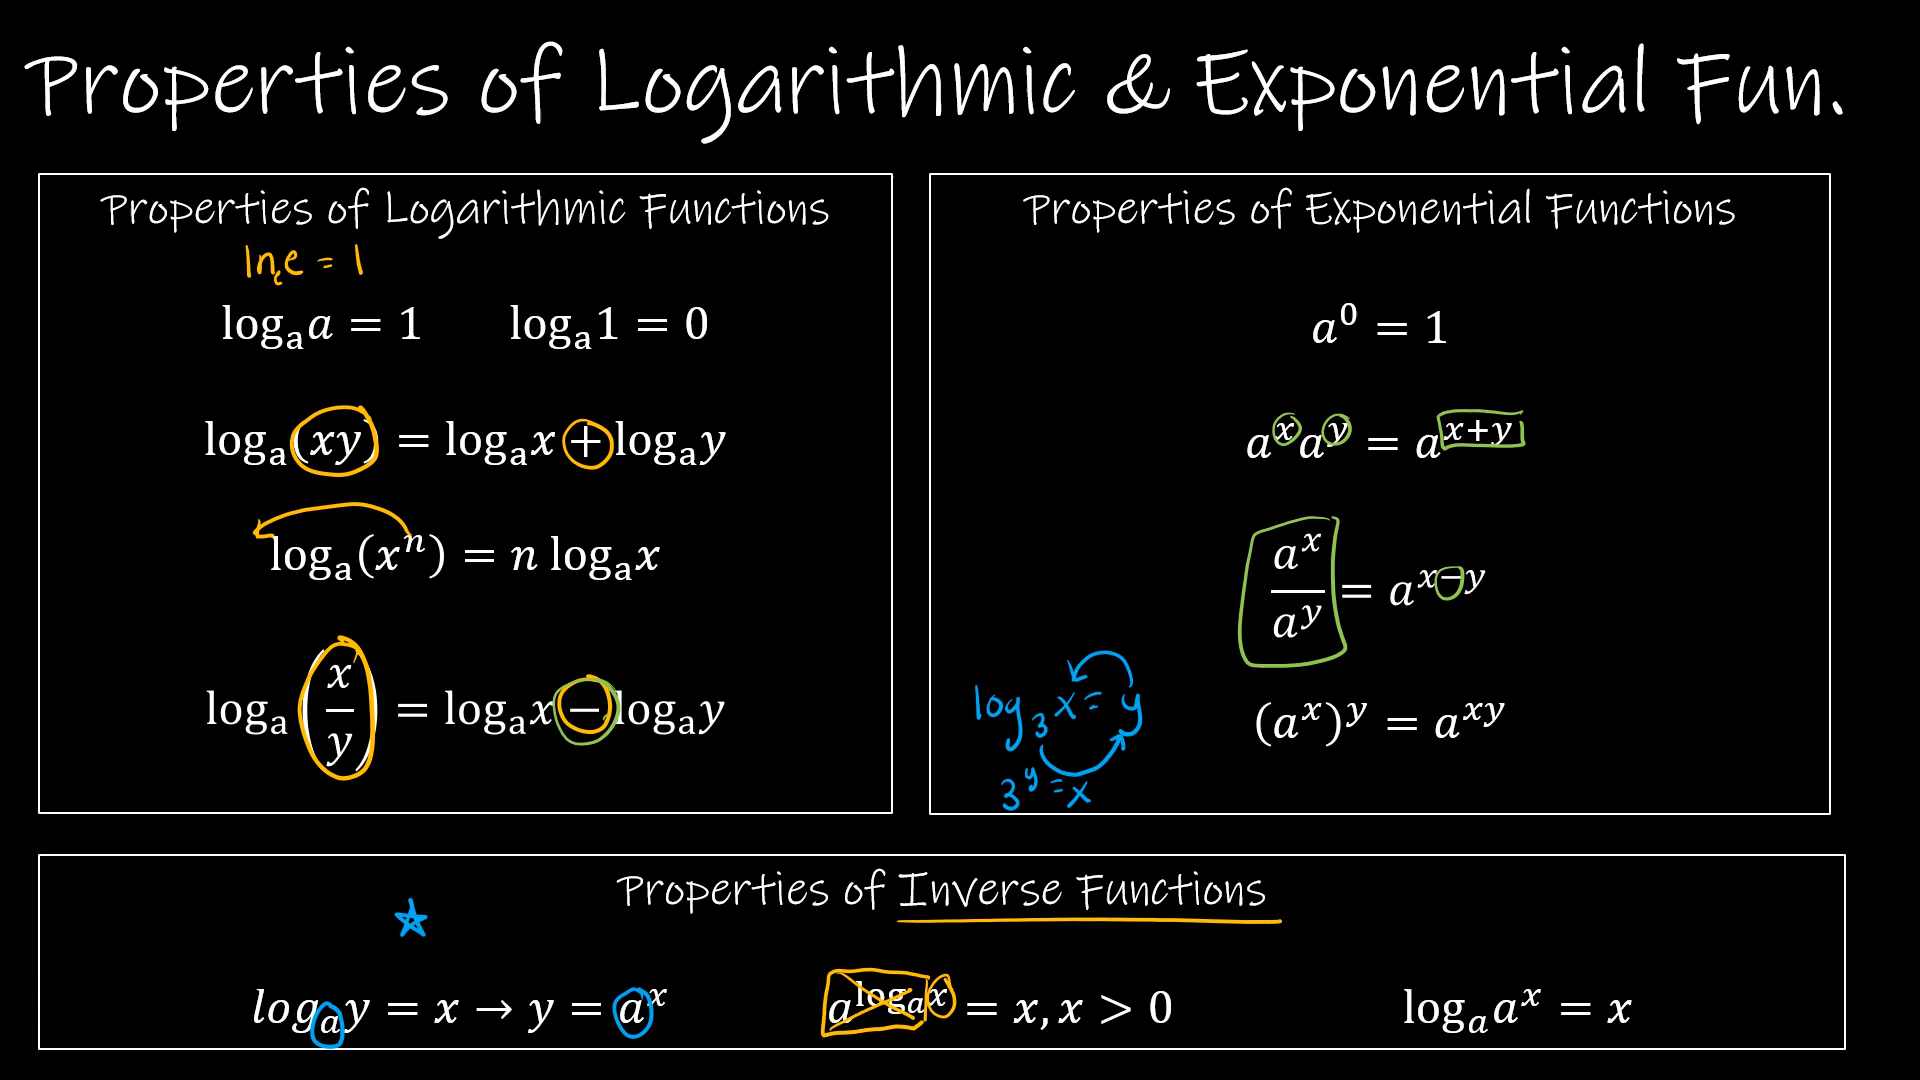 Properties of Logarithmic & Exponential Fun.
Properties of Logarithmic Functions
lnₑe = 1
logₐa = 1 logₐ1 = 0
logₐ(xy) = logₐx + logₐy
logₐ(xⁿ) = n logₐx
logₐ(x/y) = logₐx − logₐy
Properties of Exponential Functions
a⁰ = 1
aˣaʸ = aˣ⁺ʸ
aˣ/aʸ = aˣ⁻ʸ
(aˣ)ʸ = aˣʸ
log₃x = y
3ʸ = x
Properties of Inverse Functions
logₐy = x → y = aˣ
a^(logₐx) = x, x > 0
logₐaˣ = x